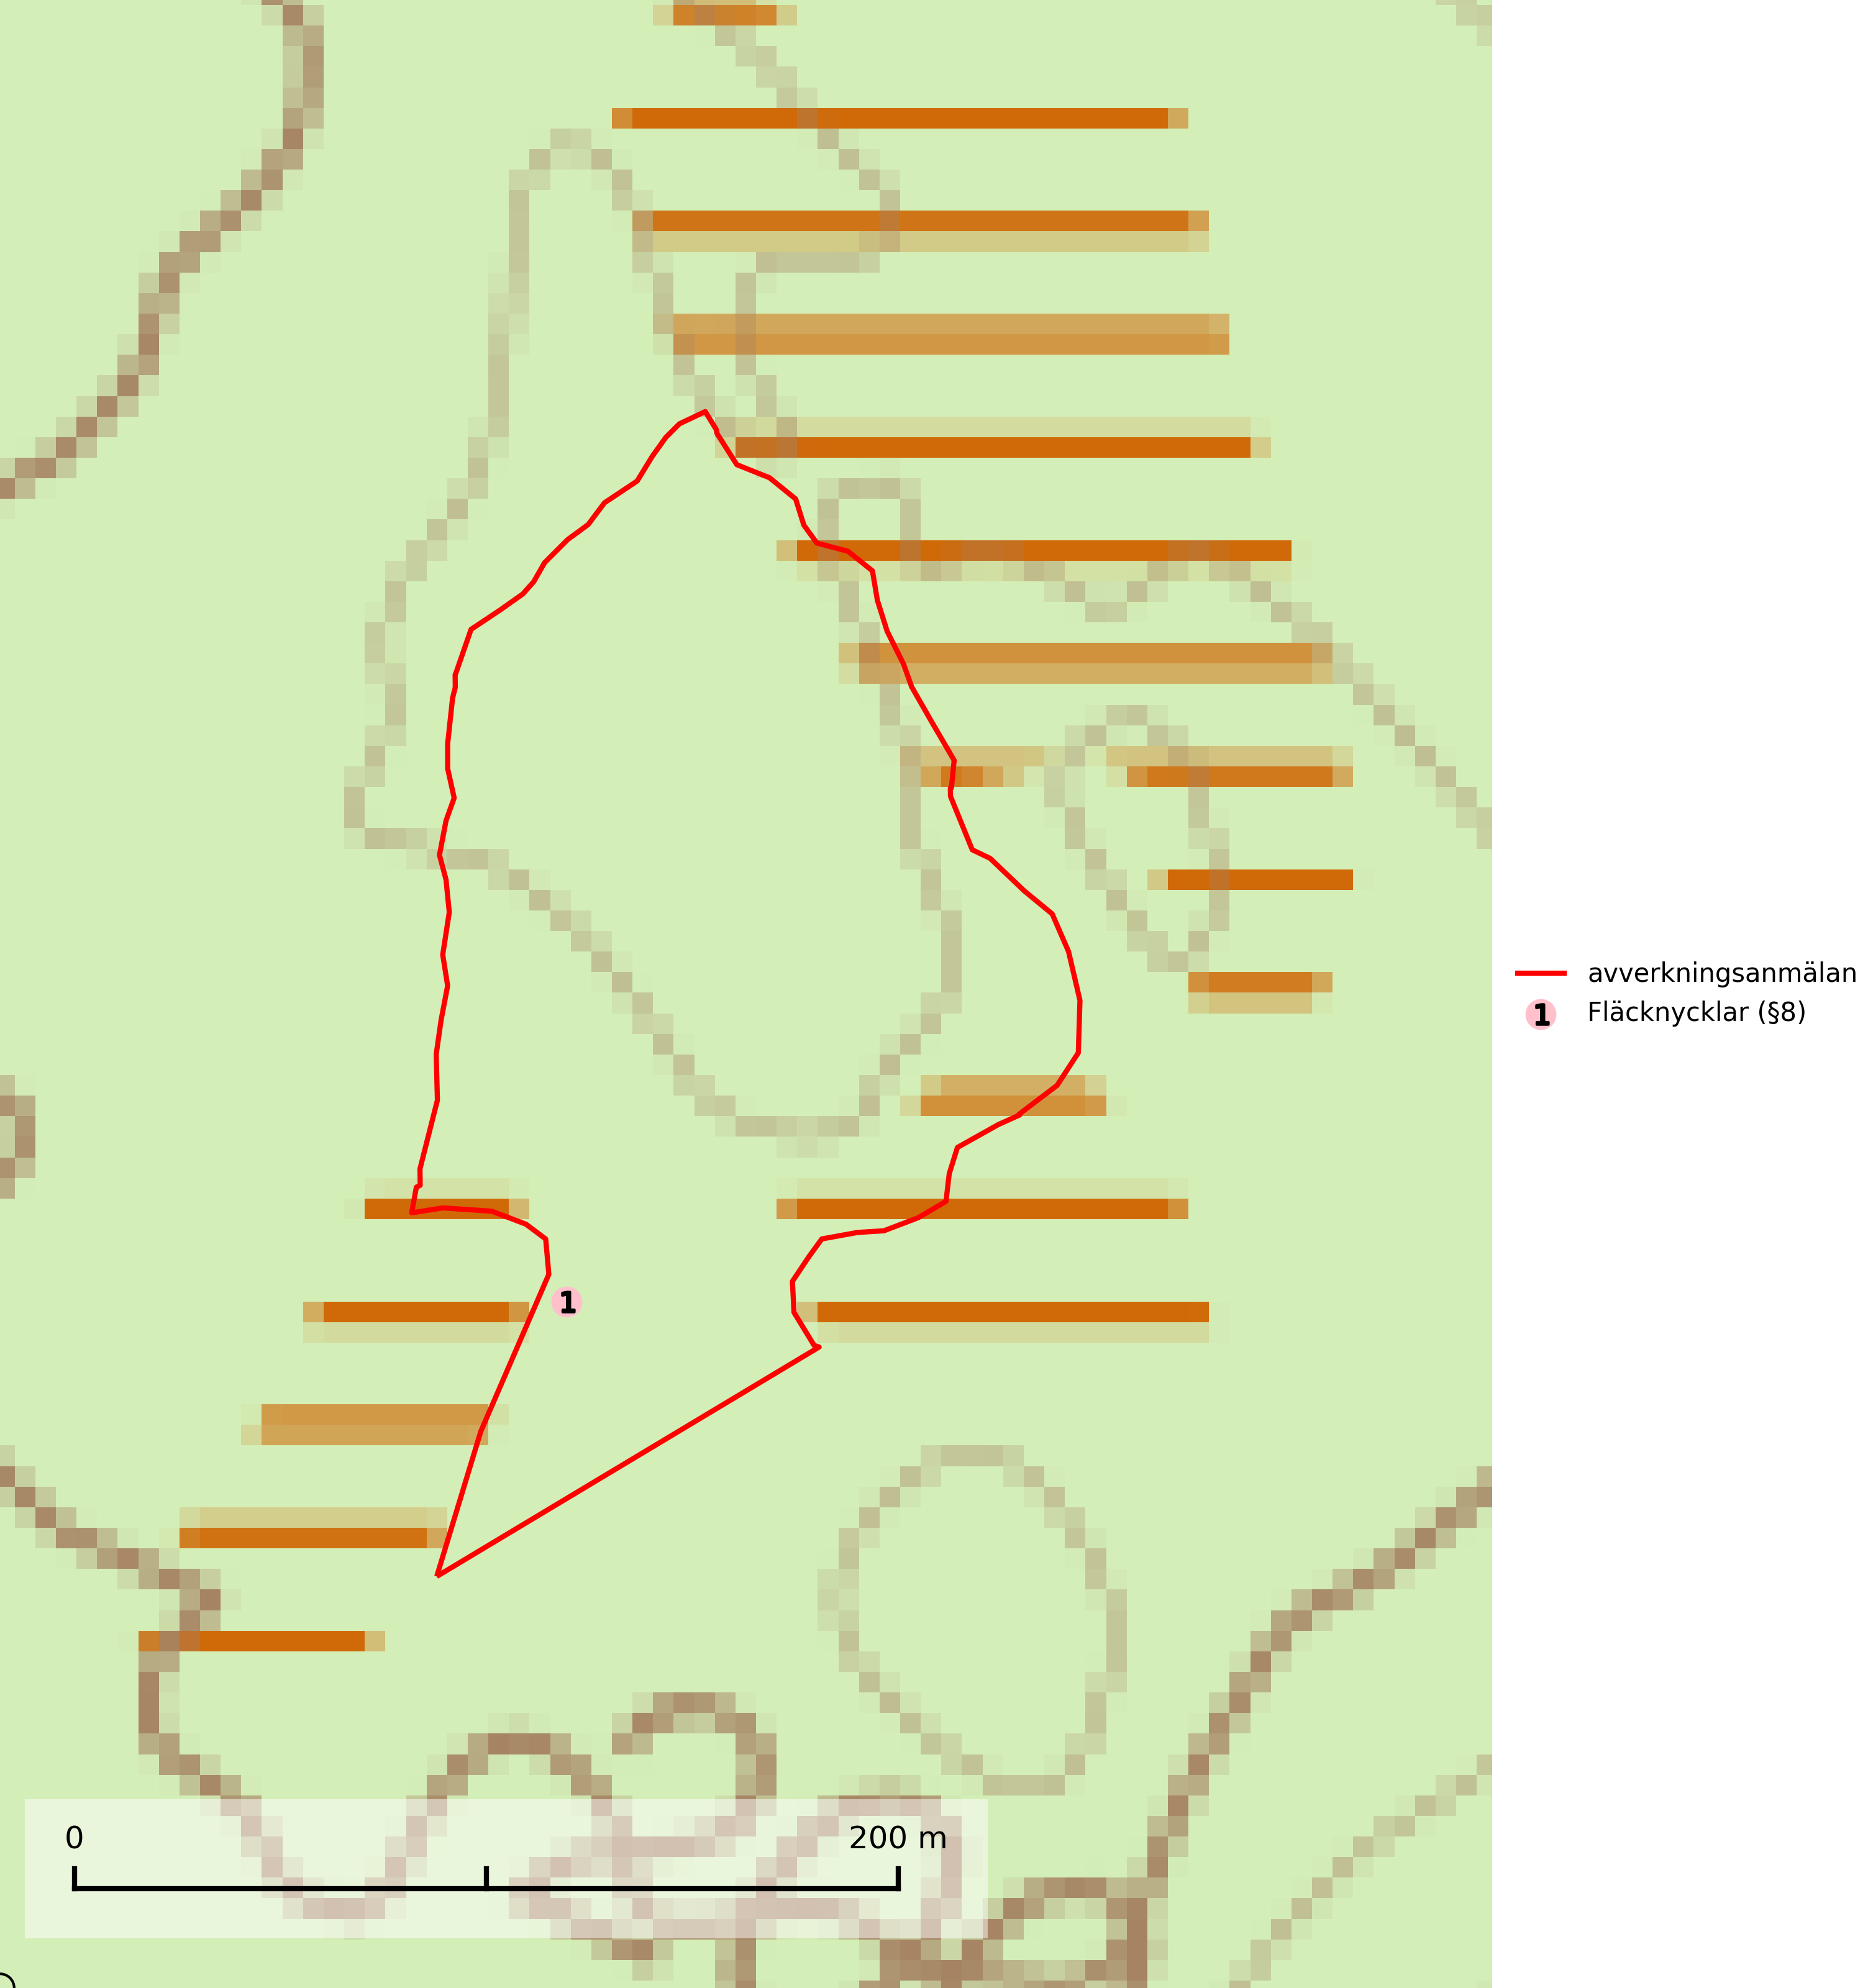 avverkningsanmälan
1 Fläcknycklar (§8)
1
0 200 m